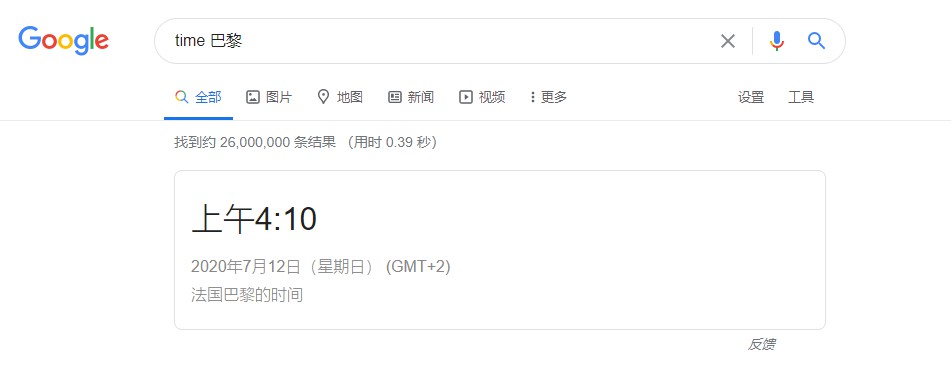 Google
time 巴黎
全部 图片 地图 新闻 视频 更多 设置 工具
找到约 26,000,000 条结果 （用时 0.39 秒）
上午4:10
2020年7月12日（星期日） (GMT+2)
法国巴黎的时间
反馈